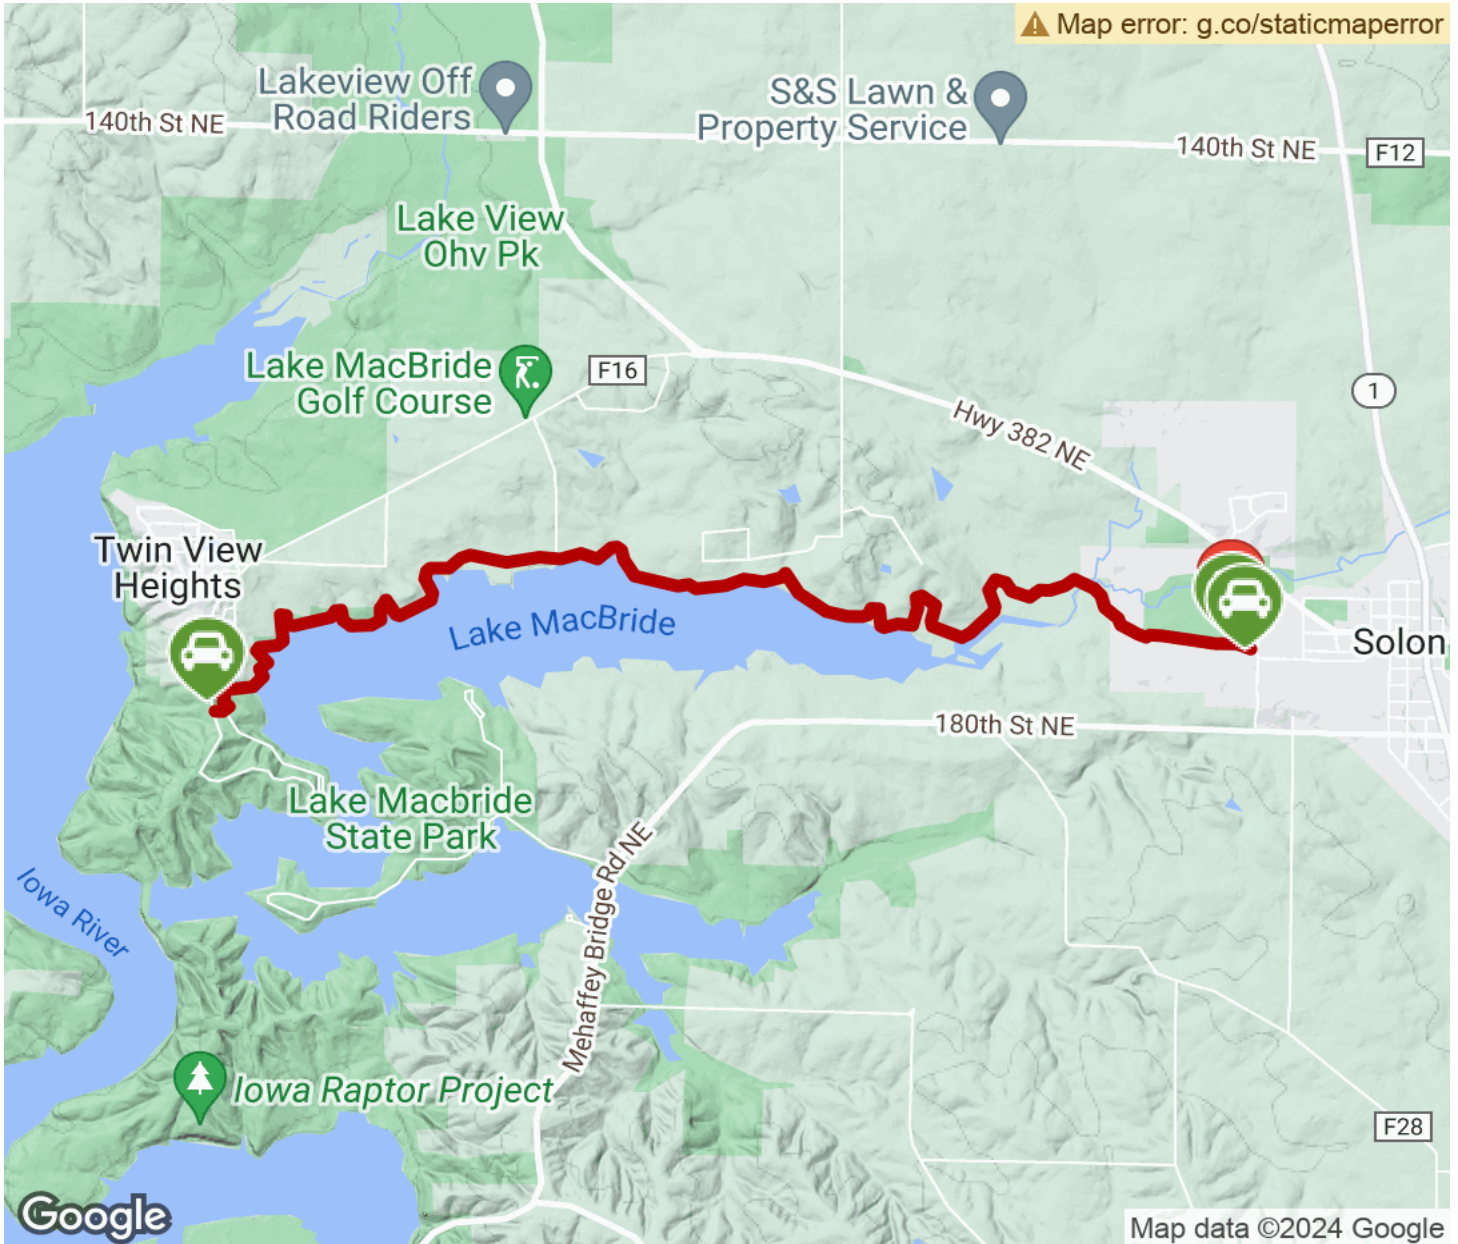 Map error: g.co/staticmaperror
Lakeview Off
Road Riders
S&S Lawn &
Property Service
140th St NE
140th St NE
F12
Lake View
Ohv Pk
Lake MacBride
Golf Course
F16
1
Hwy 382 NE
Twin View
Heights
Lake MacBride
Solon
180th St NE
Lake Macbride
State Park
Mehaffey Bridge Rd NE
Iowa River
Iowa Raptor Project
F28
Google
Map data ©2024 Google